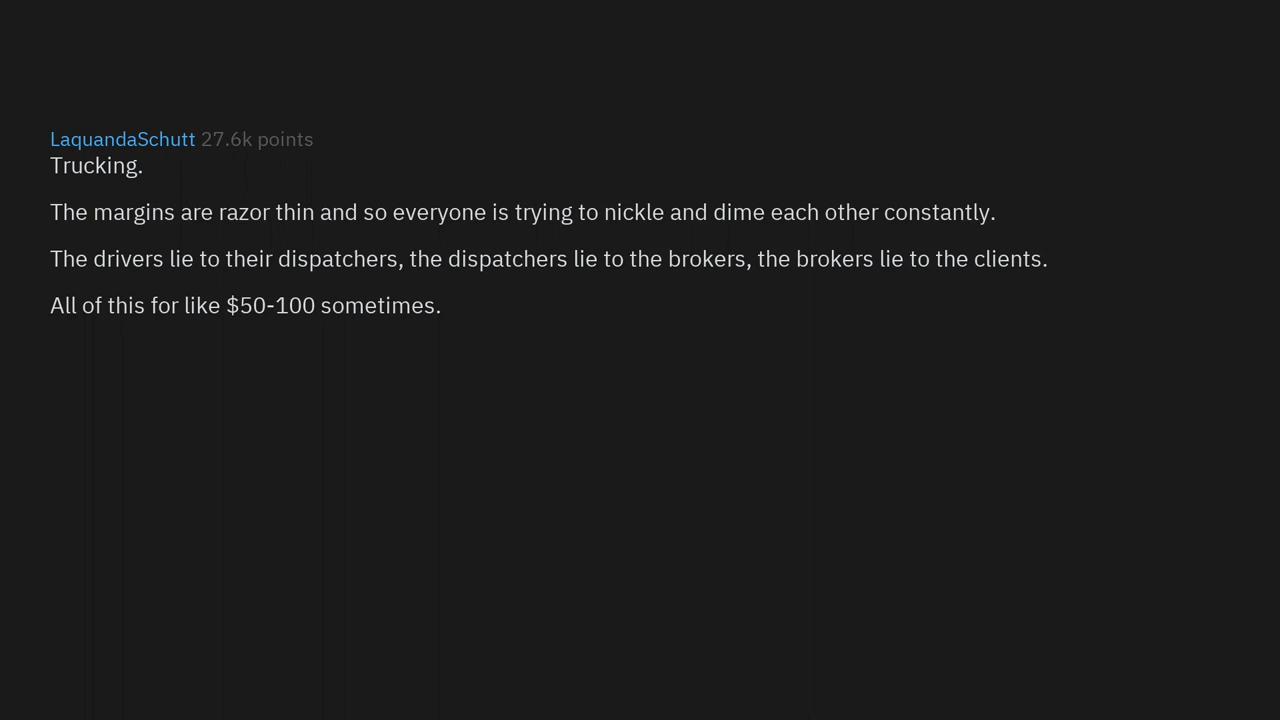 LaquandaSchutt 27.6k points
Trucking.
The margins are razor thin and so everyone is trying to nickle and dime each other constantly.
The drivers lie to their dispatchers, the dispatchers lie to the brokers, the brokers lie to the clients.
All of this for like $50-100 sometimes.